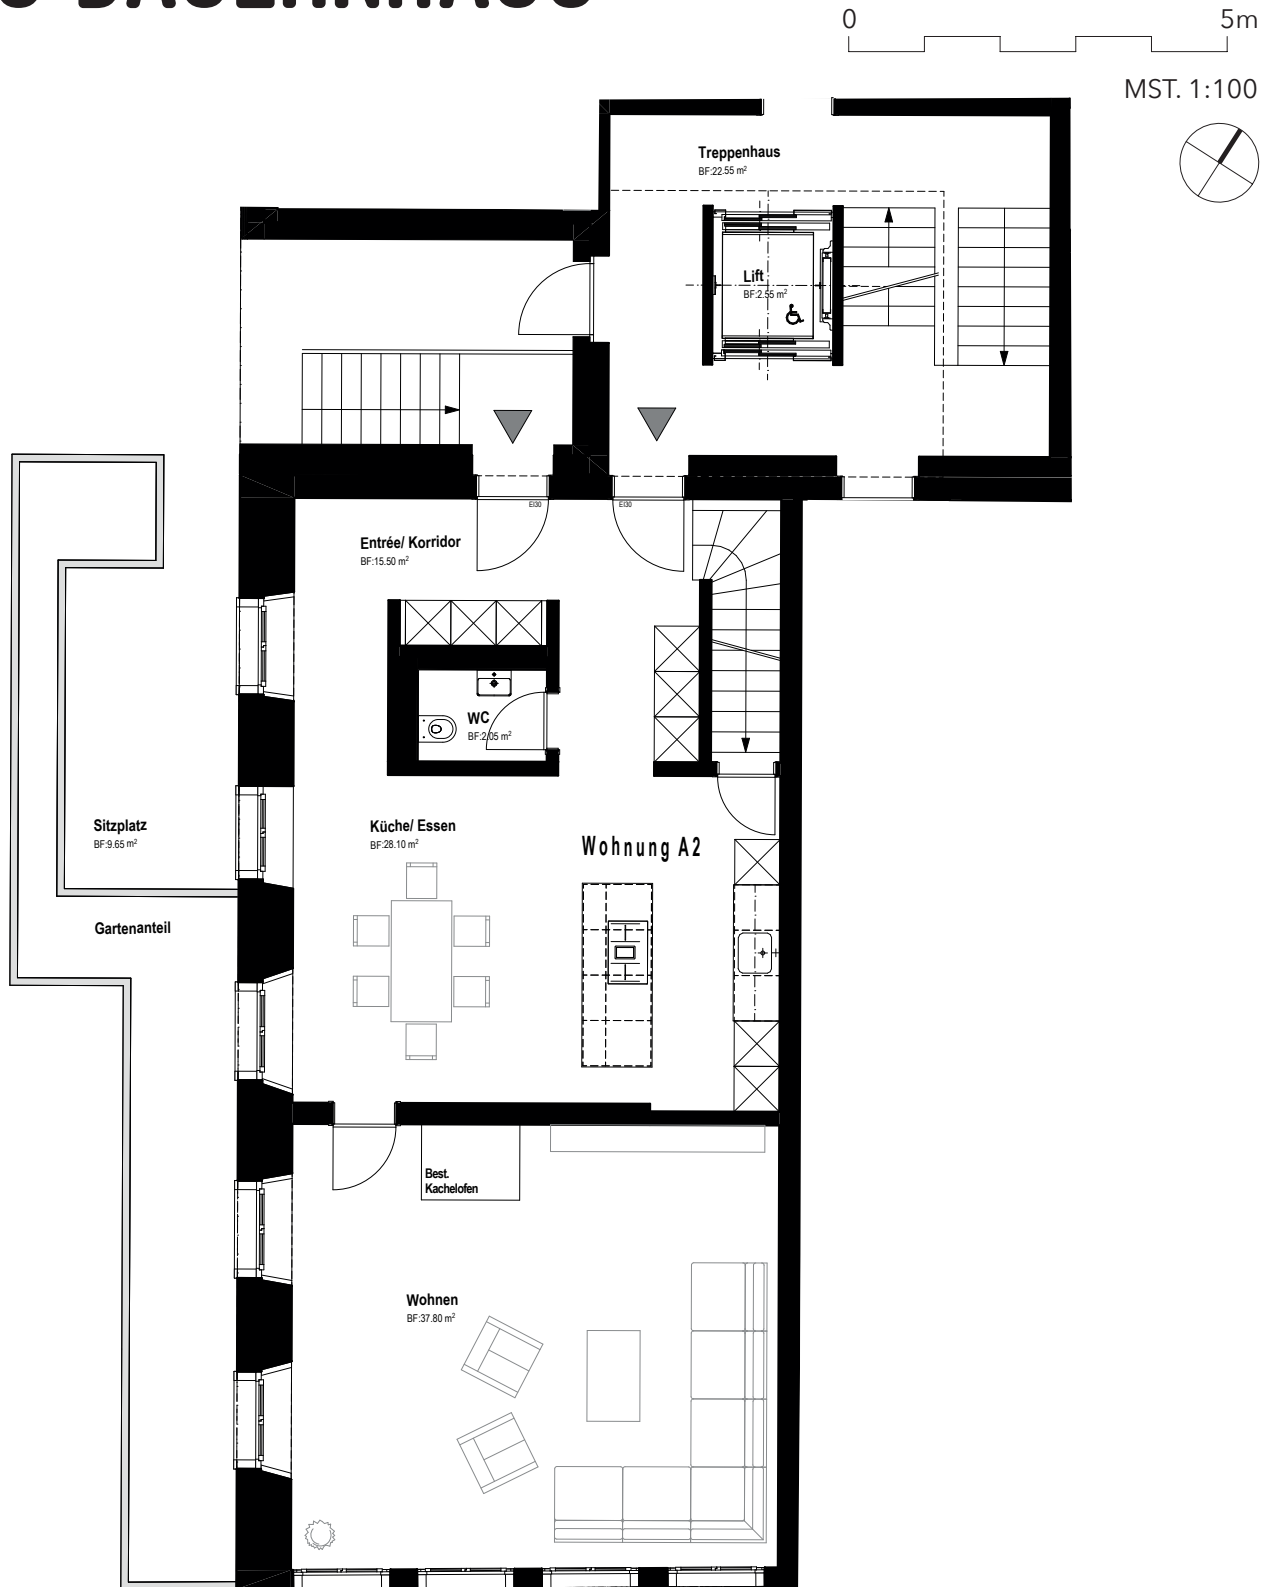 BAUERNHAUS
0 5m
MST. 1:100
Treppenhaus
BF:22.55 m²
Lift
BF:2.55 m²
EI30 EI30
Entrée/ Korridor
BF:15.50 m²
WC
BF:2.05 m²
Sitzplatz
BF:9.65 m²
Küche/ Essen
BF:28.10 m²
Wohnung A2
Gartenanteil
Best.
Kachelofen
Wohnen
BF:37.80 m²